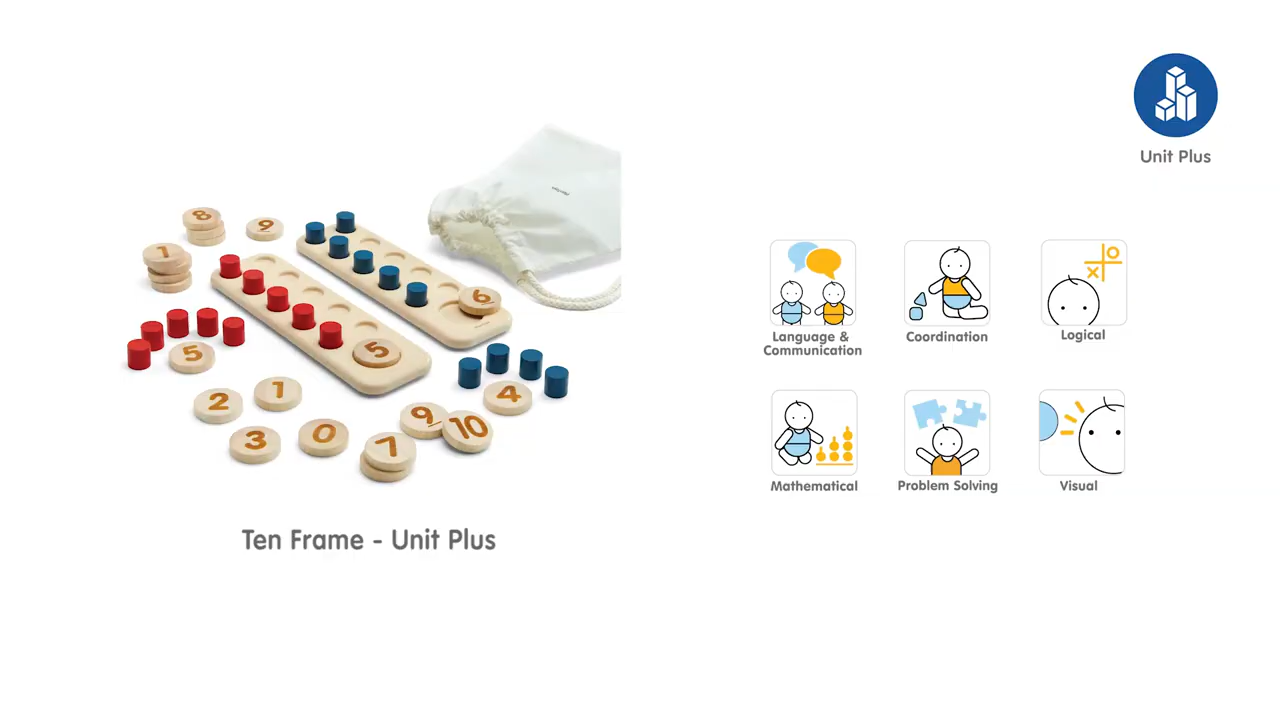 Unit Plus
8
9
1
6
5
5
2
1
4
3
0
7
9
10
Ten Frame - Unit Plus
Language &
Communication
Coordination
Logical
Mathematical
Problem Solving
Visual